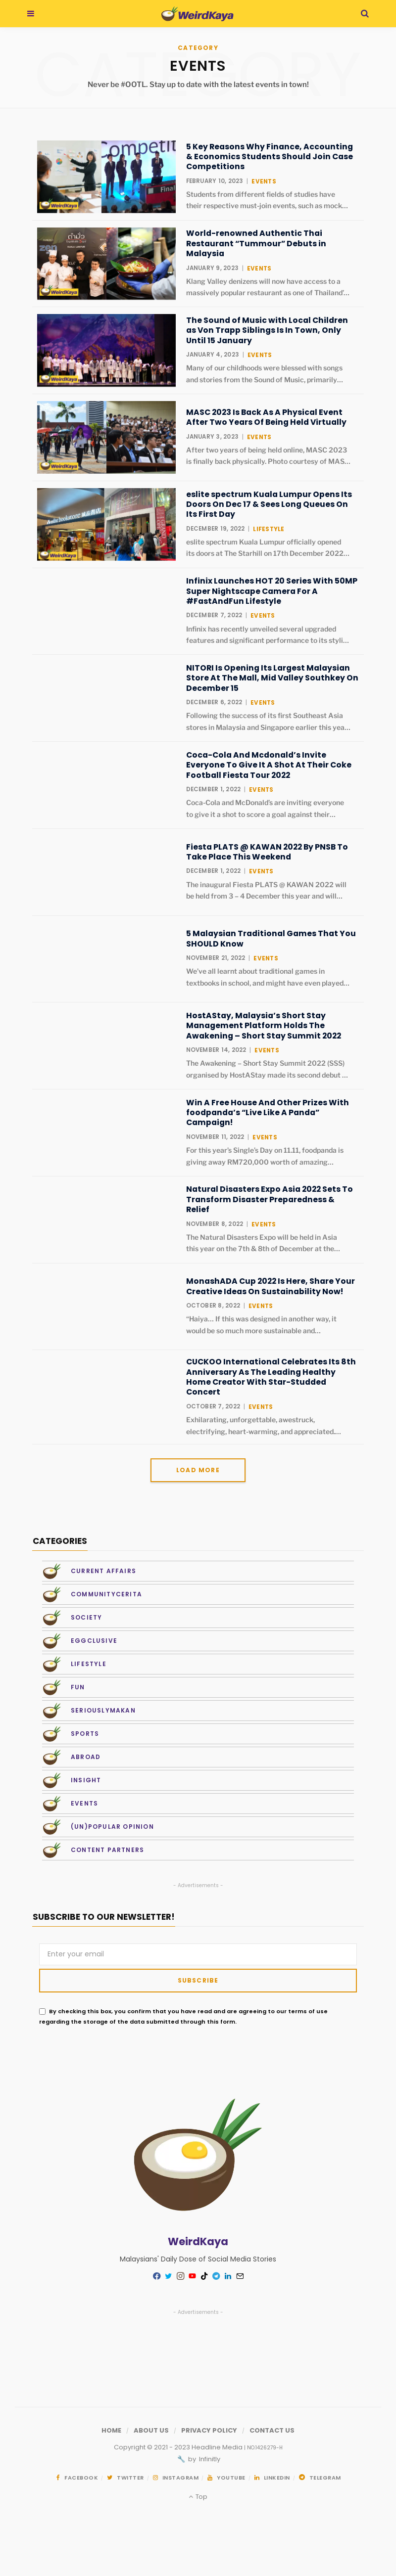 WeirdKaya
CATEGORY
CATEGORY
EVENTS
Never be #OOTL. Stay up to date with the latest events in town!
5 Key Reasons Why Finance, Accounting
& Economics Students Should Join Case
Competitions
FEBRUARY 10, 2023 | EVENTS
Students from different fields of studies have
their respective must-join events, such as mock…
World-renowned Authentic Thai
Restaurant “Tummour” Debuts in
Malaysia
JANUARY 9, 2023 | EVENTS
Klang Valley denizens will now have access to a
massively popular restaurant as one of Thailand’…
The Sound of Music with Local Children
as Von Trapp Siblings Is In Town, Only
Until 15 January
JANUARY 4, 2023 | EVENTS
Many of our childhoods were blessed with songs
and stories from the Sound of Music, primarily…
MASC 2023 Is Back As A Physical Event
After Two Years Of Being Held Virtually
JANUARY 3, 2023 | EVENTS
After two years of being held online, MASC 2023
is finally back physically. Photo courtesy of MAS…
eslite spectrum Kuala Lumpur Opens Its
Doors On Dec 17 & Sees Long Queues On
Its First Day
DECEMBER 19, 2022 | LIFESTYLE
eslite spectrum Kuala Lumpur officially opened
its doors at The Starhill on 17th December 2022…
Infinix Launches HOT 20 Series With 50MP
Super Nightscape Camera For A
#FastAndFun Lifestyle
DECEMBER 7, 2022 | EVENTS
Infinix has recently unveiled several upgraded
features and significant performance to its styli…
NITORI Is Opening Its Largest Malaysian
Store At The Mall, Mid Valley Southkey On
December 15
DECEMBER 6, 2022 | EVENTS
Following the success of its first Southeast Asia
stores in Malaysia and Singapore earlier this yea…
Coca-Cola And Mcdonald’s Invite
Everyone To Give It A Shot At Their Coke
Football Fiesta Tour 2022
DECEMBER 1, 2022 | EVENTS
Coca-Cola and McDonald’s are inviting everyone
to give it a shot to score a goal against their…
Fiesta PLATS @ KAWAN 2022 By PNSB To
Take Place This Weekend
DECEMBER 1, 2022 | EVENTS
The inaugural Fiesta PLATS @ KAWAN 2022 will
be held from 3 – 4 December this year and will…
5 Malaysian Traditional Games That You
SHOULD Know
NOVEMBER 21, 2022 | EVENTS
We’ve all learnt about traditional games in
textbooks in school, and might have even played…
HostAStay, Malaysia’s Short Stay
Management Platform Holds The
Awakening – Short Stay Summit 2022
NOVEMBER 14, 2022 | EVENTS
The Awakening – Short Stay Summit 2022 (SSS)
organised by HostAStay made its second debut …
Win A Free House And Other Prizes With
foodpanda’s “Live Like A Panda”
Campaign!
NOVEMBER 11, 2022 | EVENTS
For this year’s Single’s Day on 11.11, foodpanda is
giving away RM720,000 worth of amazing…
Natural Disasters Expo Asia 2022 Sets To
Transform Disaster Preparedness &
Relief
NOVEMBER 8, 2022 | EVENTS
The Natural Disasters Expo will be held in Asia
this year on the 7th & 8th of December at the…
MonashADA Cup 2022 Is Here, Share Your
Creative Ideas On Sustainability Now!
OCTOBER 8, 2022 | EVENTS
“Haiya… If this was designed in another way, it
would be so much more sustainable and…
CUCKOO International Celebrates Its 8th
Anniversary As The Leading Healthy
Home Creator With Star-Studded
Concert
OCTOBER 7, 2022 | EVENTS
Exhilarating, unforgettable, awestruck,
electrifying, heart-warming, and appreciated.…
LOAD MORE
CATEGORIES
CURRENT AFFAIRS
COMMUNITYCERITA
SOCIETY
EGGCLUSIVE
LIFESTYLE
FUN
SERIOUSLYMAKAN
SPORTS
ABROAD
INSIGHT
EVENTS
(UN)POPULAR OPINION
CONTENT PARTNERS
- Advertisements -
SUBSCRIBE TO OUR NEWSLETTER!
Enter your email
SUBSCRIBE
By checking this box, you confirm that you have read and are agreeing to our terms of use
regarding the storage of the data submitted through this form.
WeirdKaya
Malaysians' Daily Dose of Social Media Stories
- Advertisements -
HOME / ABOUT US / PRIVACY POLICY / CONTACT US
Copyright © 2021 - 2023 Headline Media | NO.1426279-H
by Infinitly
FACEBOOK / TWITTER / INSTAGRAM / YOUTUBE / LINKEDIN / TELEGRAM
Top